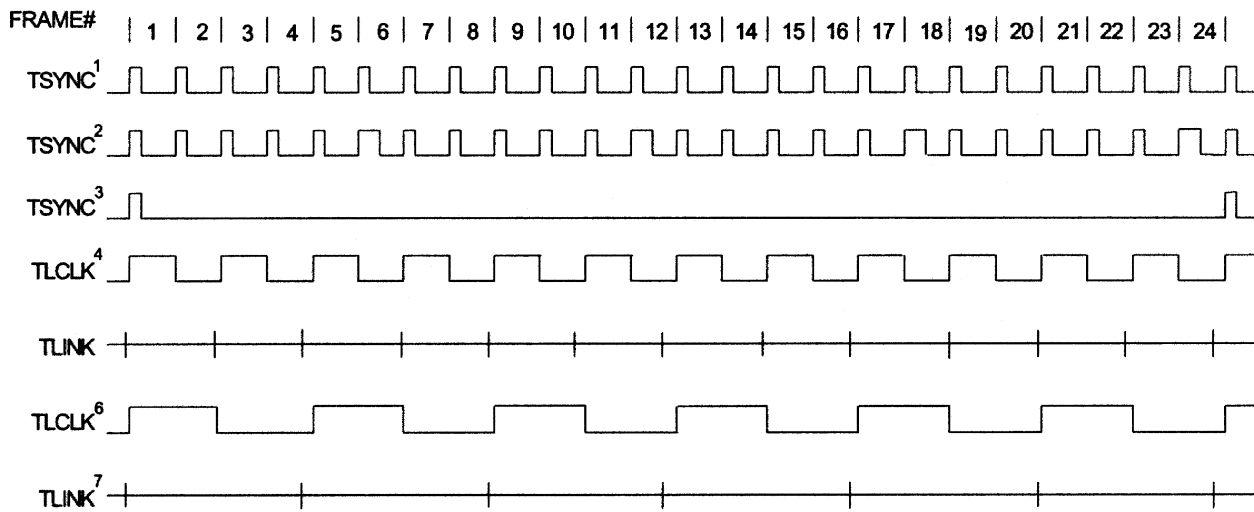 FRAME# | 1 | 2 | 3 | 4 | 5 | 6 | 7 | 8 | 9 | 10 | 11 | 12 | 13 | 14 | 15 | 16 | 17 | 18 | 19 | 20 | 21 | 22 | 23 | 24 |
TSYNC¹
TSYNC²
TSYNC³
TLCLK⁴
TLINK
TLCLK⁶
TLINK⁷